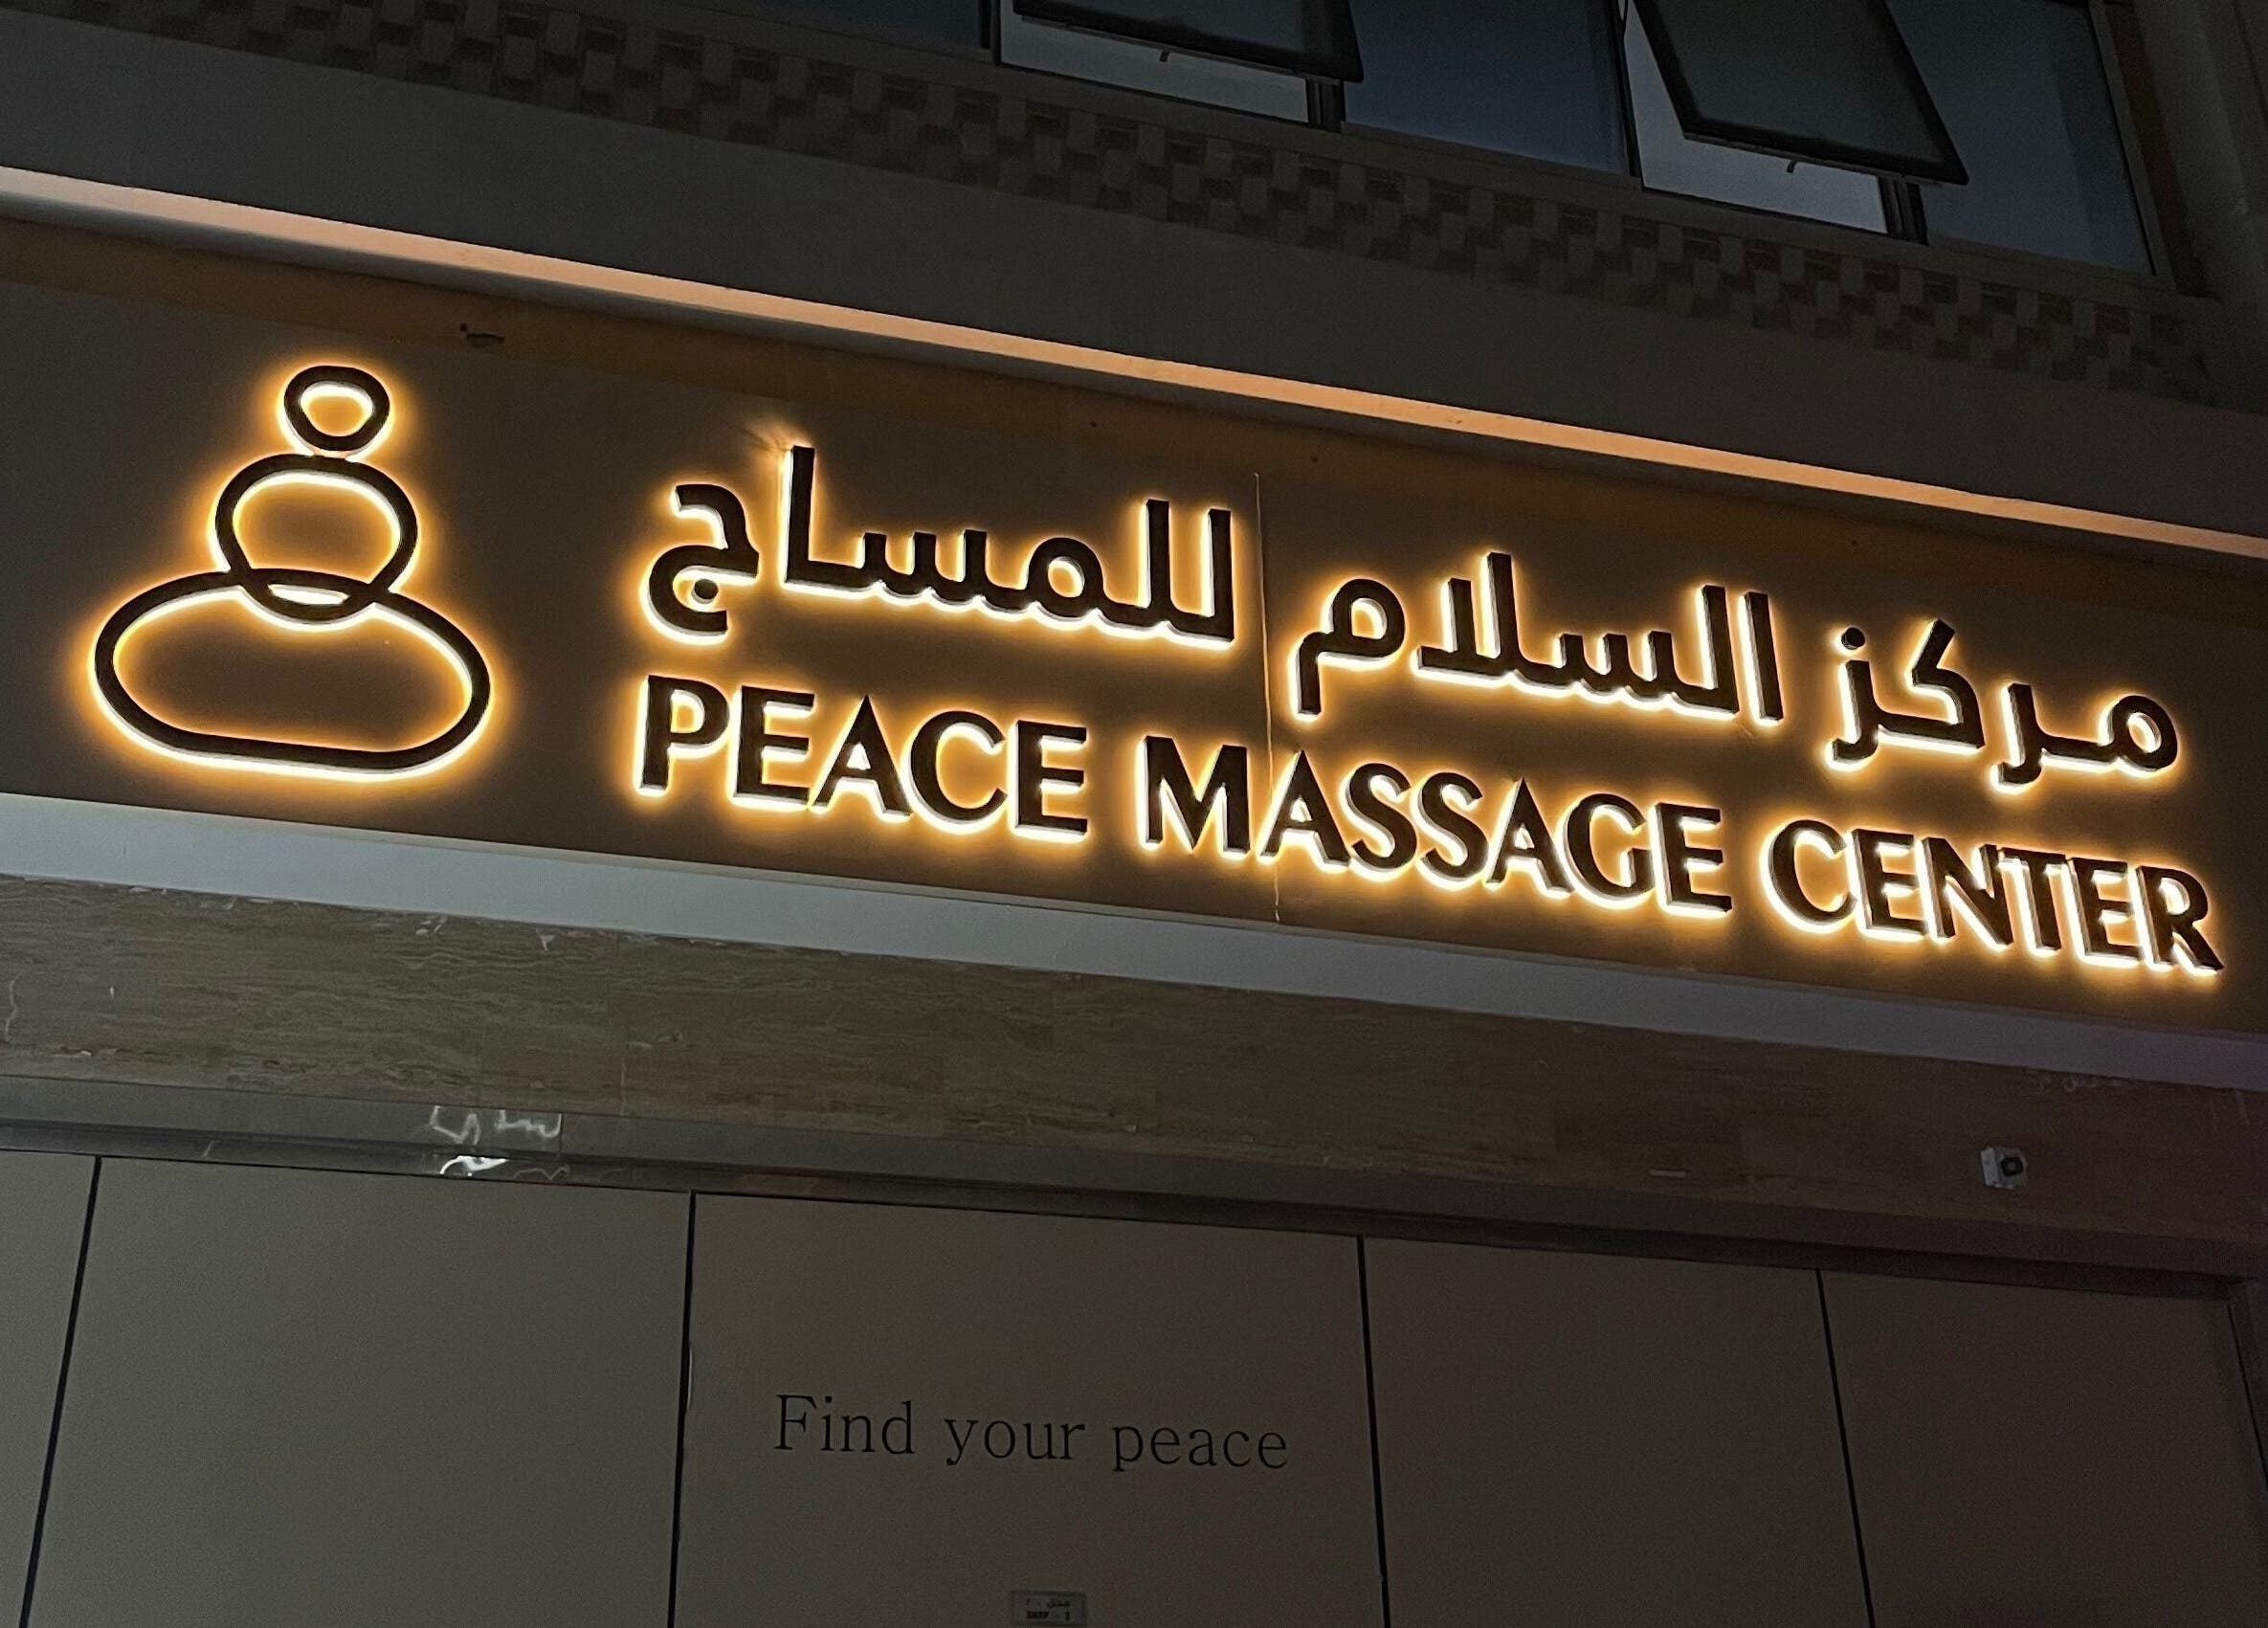 مركز السلام للمساج
PEACE MASSAGE CENTER
Find your peace